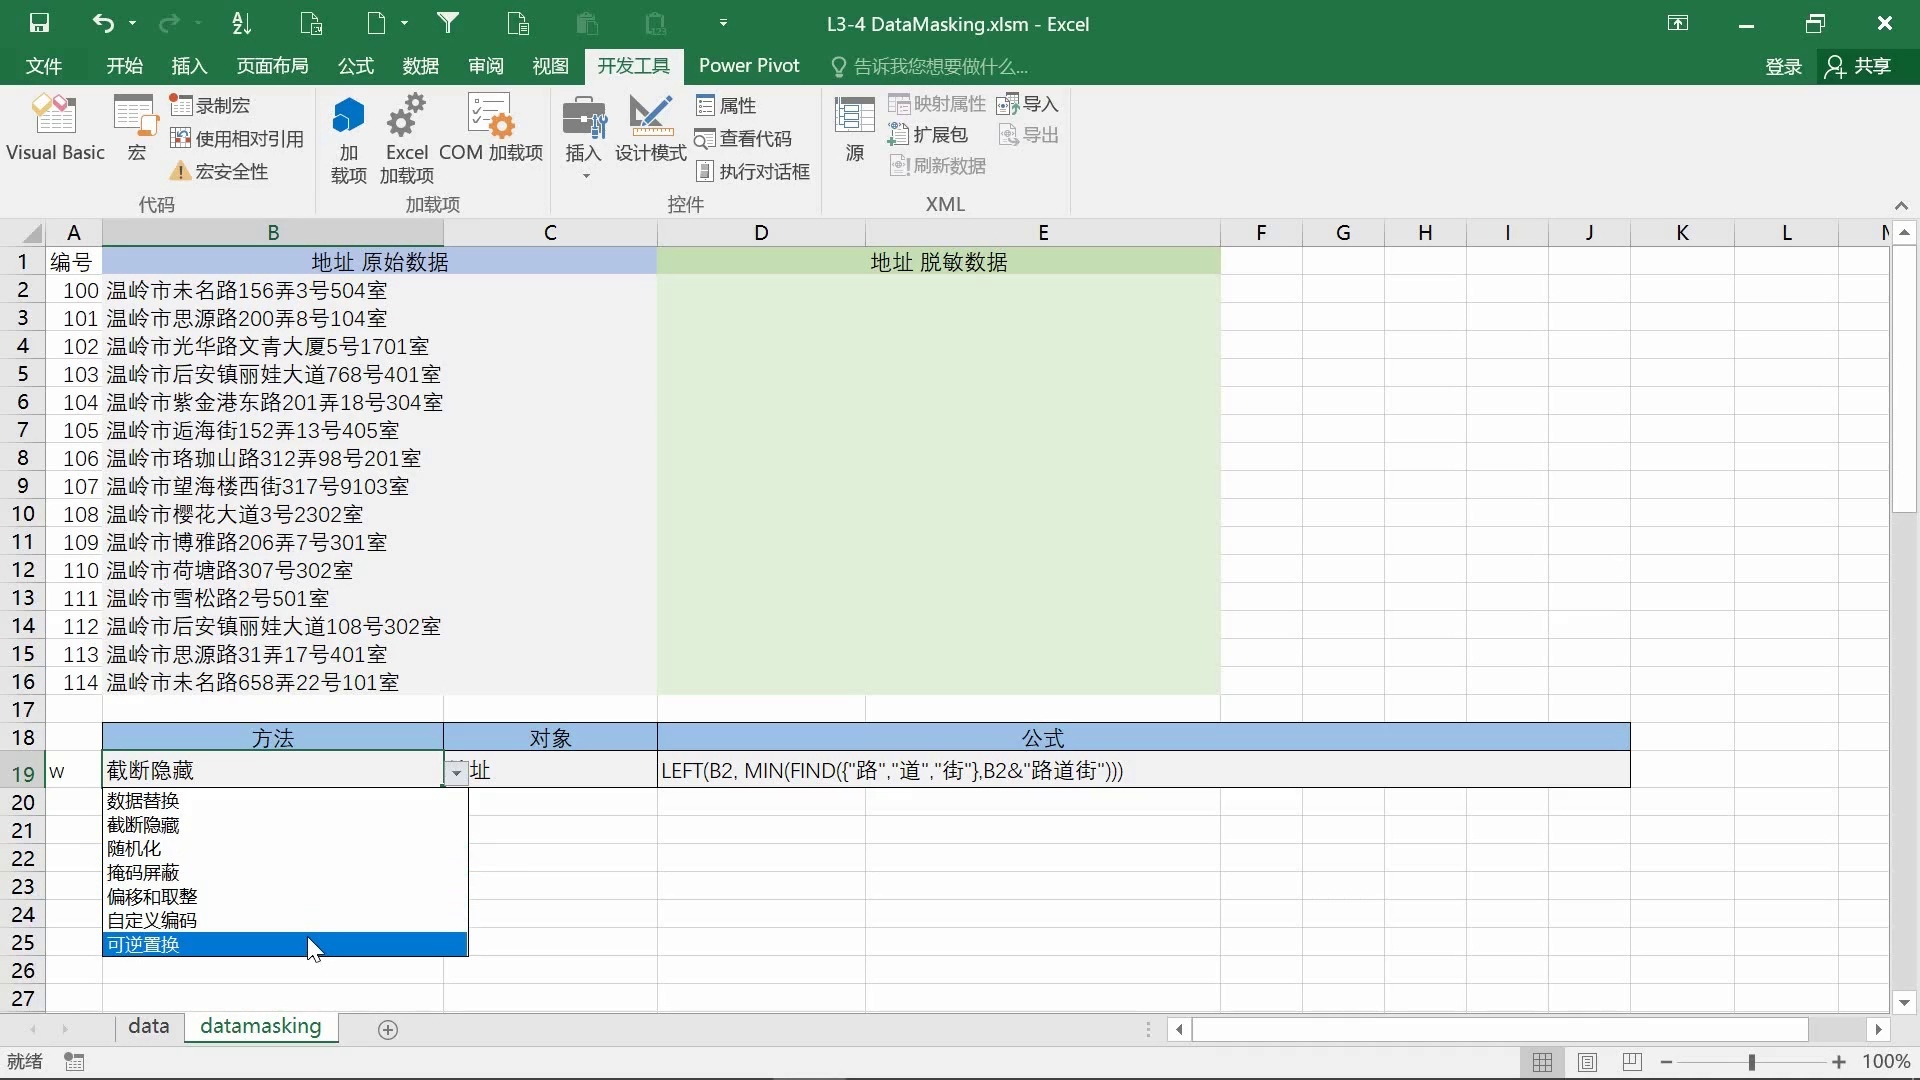 L3-4 DataMasking.xlsm - Excel
文件 开始 插入 页面布局 公式 数据 审阅 视图 开发工具 Power Pivot 告诉我您想要做什么... 登录 共享
Visual Basic
宏
录制宏
使用相对引用
宏安全性
代码
加
载项
Excel
加载项
COM 加载项
加载项
插入
设计模式
属性
查看代码
执行对话框
控件
源
映射属性
扩展包
刷新数据
导入
导出
XML
A B C D E F G H I J K L
1 编号 地址 原始数据 地址 脱敏数据
2 100 温岭市未名路156弄3号504室
3 101 温岭市思源路200弄8号104室
4 102 温岭市光华路文青大厦5号1701室
5 103 温岭市后安镇丽娃大道768号401室
6 104 温岭市紫金港东路201弄18号304室
7 105 温岭市逅海街152弄13号405室
8 106 温岭市珞珈山路312弄98号201室
9 107 温岭市望海楼西街317号9103室
10 108 温岭市樱花大道3号2302室
11 109 温岭市博雅路206弄7号301室
12 110 温岭市荷塘路307号302室
13 111 温岭市雪松路2号501室
14 112 温岭市后安镇丽娃大道108号302室
15 113 温岭市思源路31弄17号401室
16 114 温岭市未名路658弄22号101室
17
18 方法 对象 公式
19 w 截断隐藏 址 LEFT(B2, MIN(FIND({"路","道","街"},B2&"路道街")))
20 数据替换
截断隐藏
21 随机化
22
掩码屏蔽
23 偏移和取整
24 自定义编码
25 可逆置换
26
27
data datamasking
就绪 100%